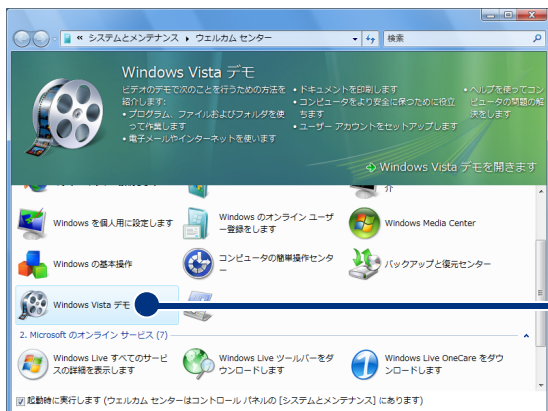 « システムとメンテナンス ▸ ウェルカム センター
検索
Windows Vista デモ
ビデオのデモで次のことを行うための方法を
紹介します:
• プログラム、ファイルおよびフォルダを使
って作業します
• 電子メールやインターネットを使います
• ドキュメントを印刷します
• コンピュータをより安全に保つために役立
ちます
• ユーザー アカウントをセットアップします
• ヘルプを使ってコン
ピュータの問題の解
決をします
Windows Vista デモを開きます
介
Windows を個人用に設定します
Windows のオンライン ユーザ
ー登録をします
Windows Media Center
Windows の基本操作
コンピュータの簡単操作センタ
ー
バックアップと復元センター
Windows Vista デモ
2. Microsoft のオンライン サービス (7)
Windows Live すべてのサービ
スの詳細を表示します
Windows Live ツールバーをダ
ウンロードします
Windows Live OneCare をダウ
ンロードします
起動時に実行します (ウェルカム センターはコントロール パネルの [システムとメンテナンス] にあります)